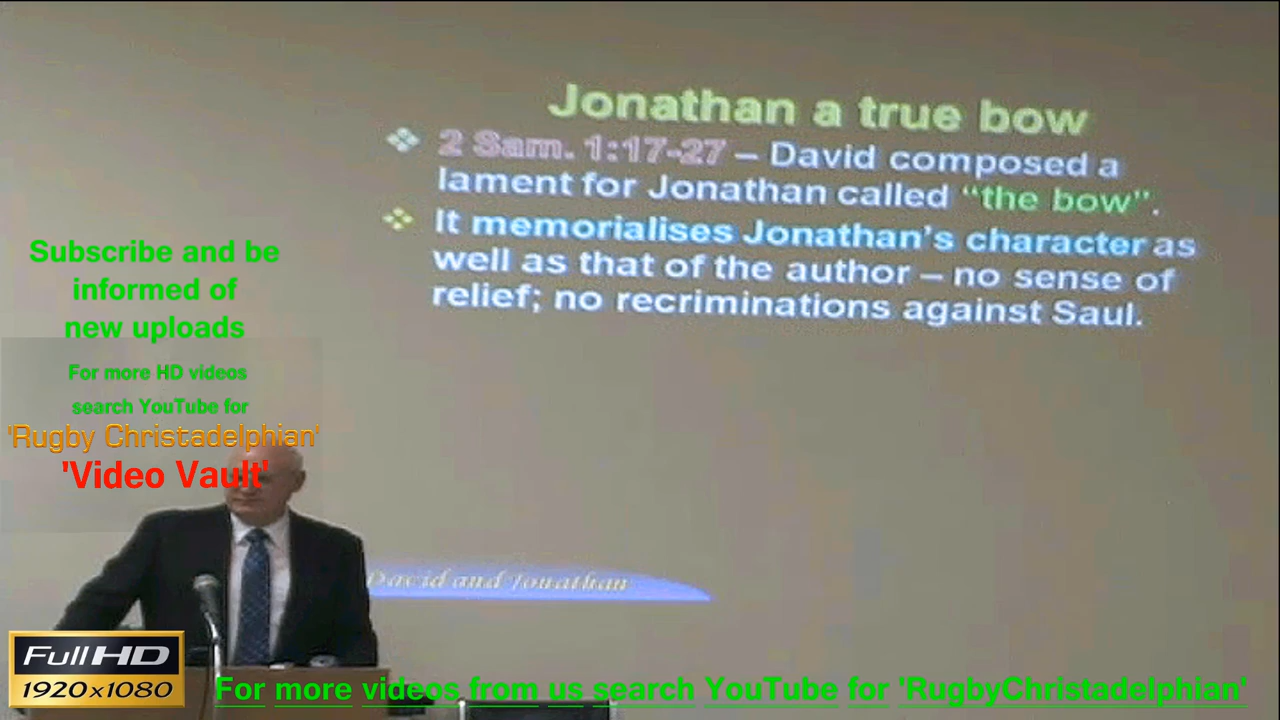 Jonathan a true bow
2 Sam. 1:17-27 – David composed a
lament for Jonathan called “the bow”.
It memorialises Jonathan’s character as
well as that of the author – no sense of
relief; no recriminations against Saul.
Subscribe and be
informed of
new uploads
For more HD videos
search YouTube for
'Rugby Christadelphian'
'Video Vault'
David and Jonathan
Full HD
1920x1080
For more videos from us search YouTube for 'RugbyChristadelphian'